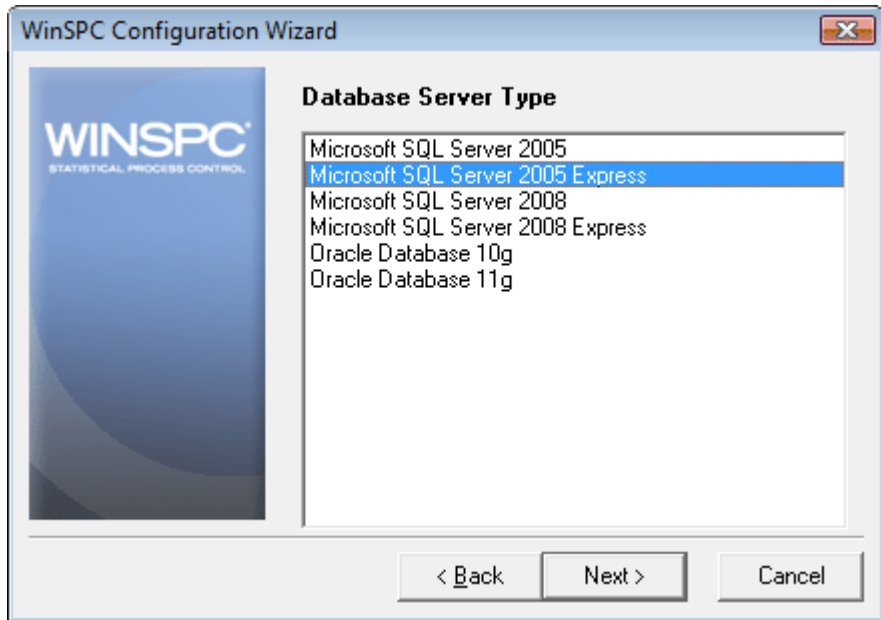 WinSPC Configuration Wizard
WINSPC
STATISTICAL PROCESS CONTROL
Database Server Type
Microsoft SQL Server 2005
Microsoft SQL Server 2005 Express
Microsoft SQL Server 2008
Microsoft SQL Server 2008 Express
Oracle Database 10g
Oracle Database 11g
< Back
Next >
Cancel